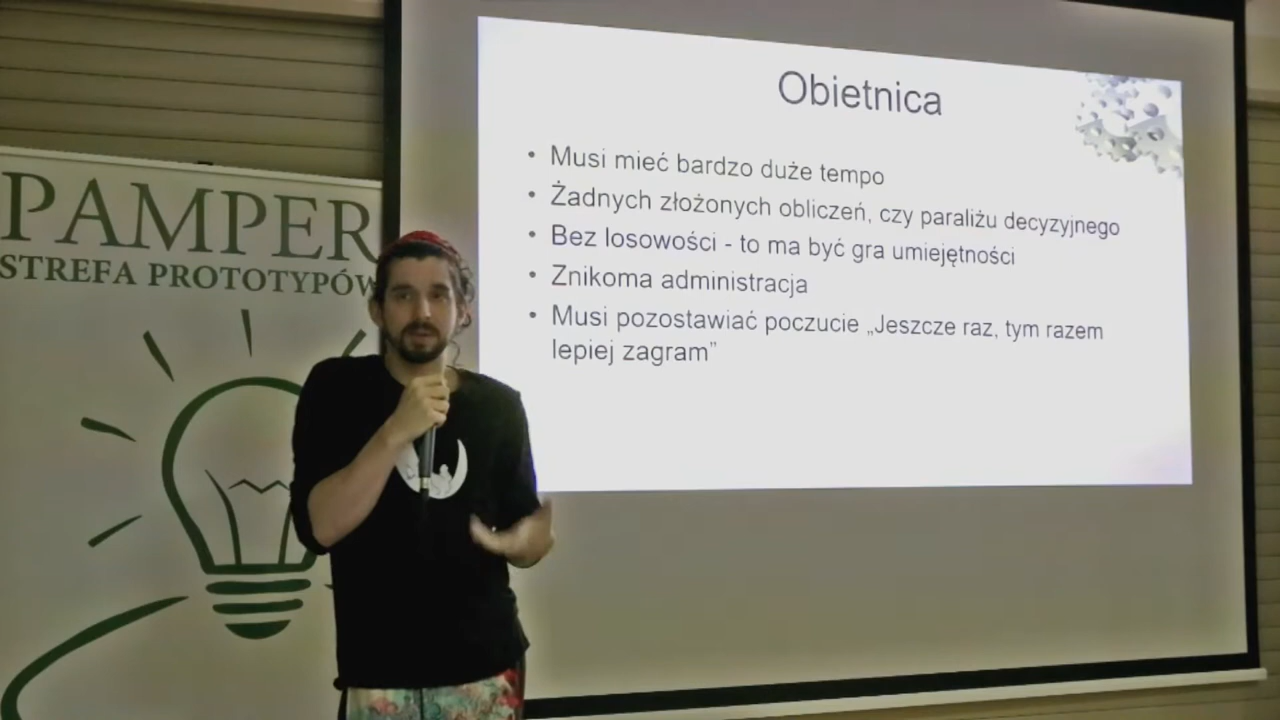 PAMPER
STREFA PROTOTYPÓW
Obietnica
• Musi mieć bardzo duże tempo
• Żadnych złożonych obliczeń, czy paraliżu decyzyjnego
• Bez losowości - to ma być gra umiejętności
• Znikoma administracja
• Musi pozostawiać poczucie „Jeszcze raz, tym razem
lepiej zagram”